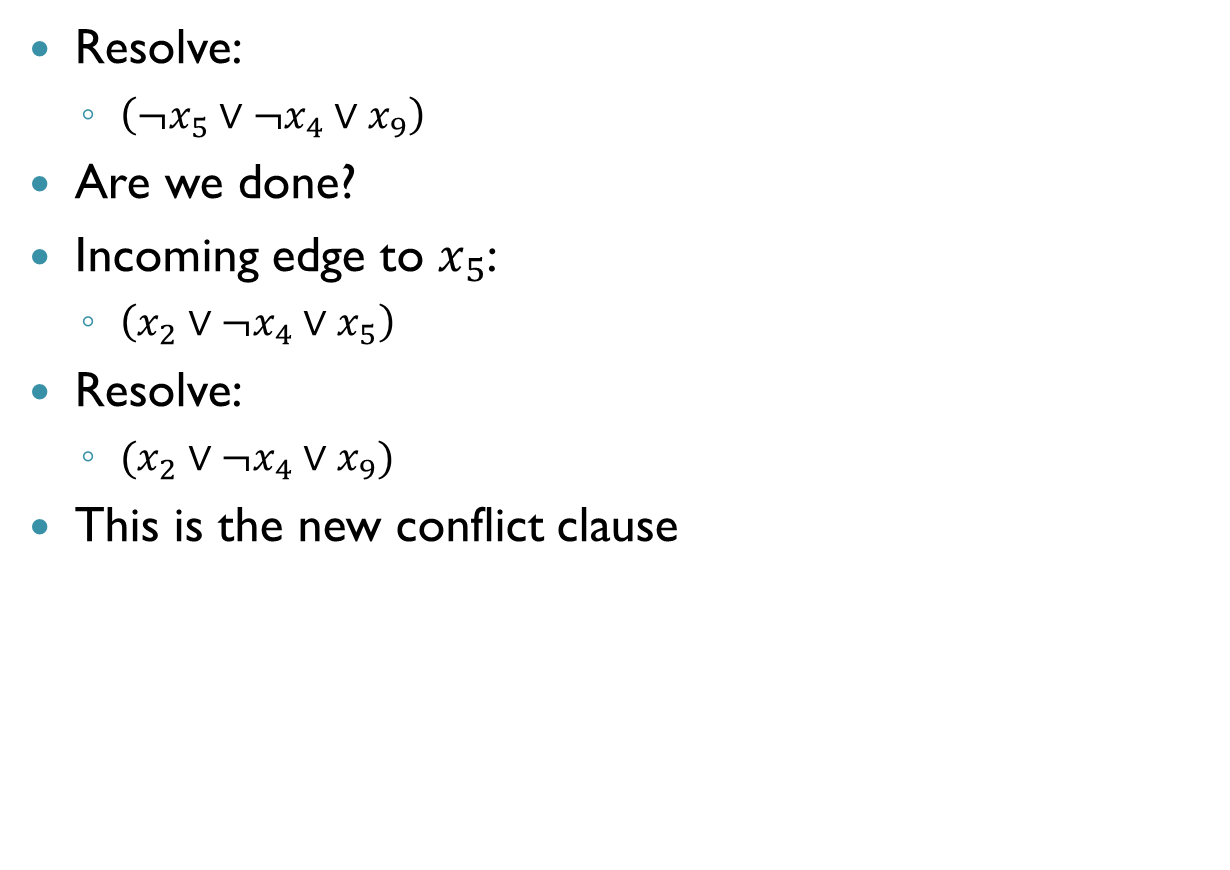 • Resolve:
◦ (¬𝑥₅ ∨ ¬𝑥₄ ∨ 𝑥₉)
• Are we done?
• Incoming edge to 𝑥₅:
◦ (𝑥₂ ∨ ¬𝑥₄ ∨ 𝑥₅)
• Resolve:
◦ (𝑥₂ ∨ ¬𝑥₄ ∨ 𝑥₉)
• This is the new conflict clause